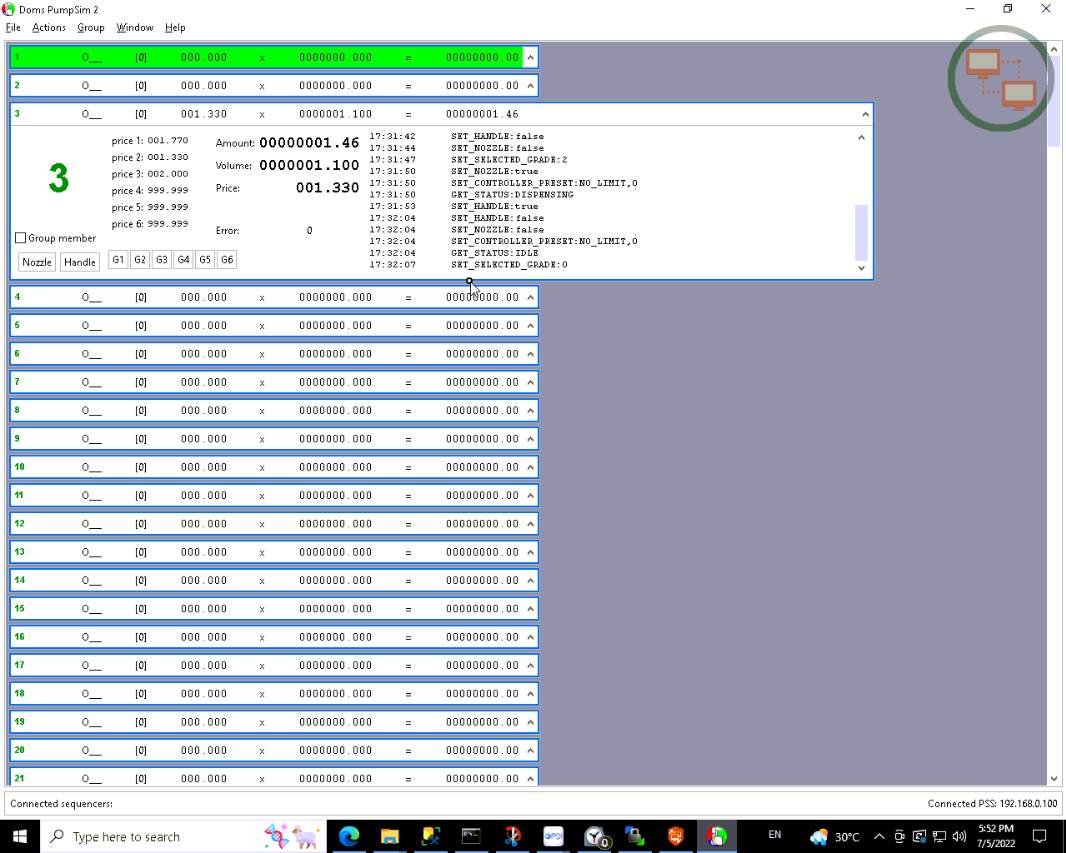 Doms PumpSim 2
File Actions Group Window Help
1 O__ [0] 000.000 x 0000000.000 = 00000000.00
2 O__ [0] 000.000 x 0000000.000 = 00000000.00
3 O__ [0] 001.330 x 0000001.100 = 00000001.46
3
price 1: 001.770
price 2: 001.330
price 3: 002.000
price 4: 999.999
price 5: 999.999
price 6: 999.999
Amount: 00000001.46
Volume: 0000001.100
Price: 001.330
Error: 0
Group member
Nozzle Handle G1 G2 G3 G4 G5 G6
17:31:42 SET_HANDLE:false
17:31:44 SET_NOZZLE:false
17:31:47 SET_SELECTED_GRADE:2
17:31:50 SET_NOZZLE:true
17:31:50 SET_CONTROLLER_PRESET:NO_LIMIT,0
17:31:50 GET_STATUS:DISPENSING
17:31:53 SET_HANDLE:true
17:32:04 SET_HANDLE:false
17:32:04 SET_NOZZLE:false
17:32:04 SET_CONTROLLER_PRESET:NO_LIMIT,0
17:32:04 GET_STATUS:IDLE
17:32:07 SET_SELECTED_GRADE:0
4 O__ [0] 000.000 x 0000000.000 = 00000000.00
5 O__ [0] 000.000 x 0000000.000 = 00000000.00
6 O__ [0] 000.000 x 0000000.000 = 00000000.00
7 O__ [0] 000.000 x 0000000.000 = 00000000.00
8 O__ [0] 000.000 x 0000000.000 = 00000000.00
9 O__ [0] 000.000 x 0000000.000 = 00000000.00
10 O__ [0] 000.000 x 0000000.000 = 00000000.00
11 O__ [0] 000.000 x 0000000.000 = 00000000.00
12 O__ [0] 000.000 x 0000000.000 = 00000000.00
13 O__ [0] 000.000 x 0000000.000 = 00000000.00
14 O__ [0] 000.000 x 0000000.000 = 00000000.00
15 O__ [0] 000.000 x 0000000.000 = 00000000.00
16 O__ [0] 000.000 x 0000000.000 = 00000000.00
17 O__ [0] 000.000 x 0000000.000 = 00000000.00
18 O__ [0] 000.000 x 0000000.000 = 00000000.00
19 O__ [0] 000.000 x 0000000.000 = 00000000.00
20 O__ [0] 000.000 x 0000000.000 = 00000000.00
21 O__ [0] 000.000 x 0000000.000 = 00000000.00
Connected sequencers: Connected PSS: 192.168.0.100
Type here to search PDI EN 30°C 5:52 PM
7/5/2022